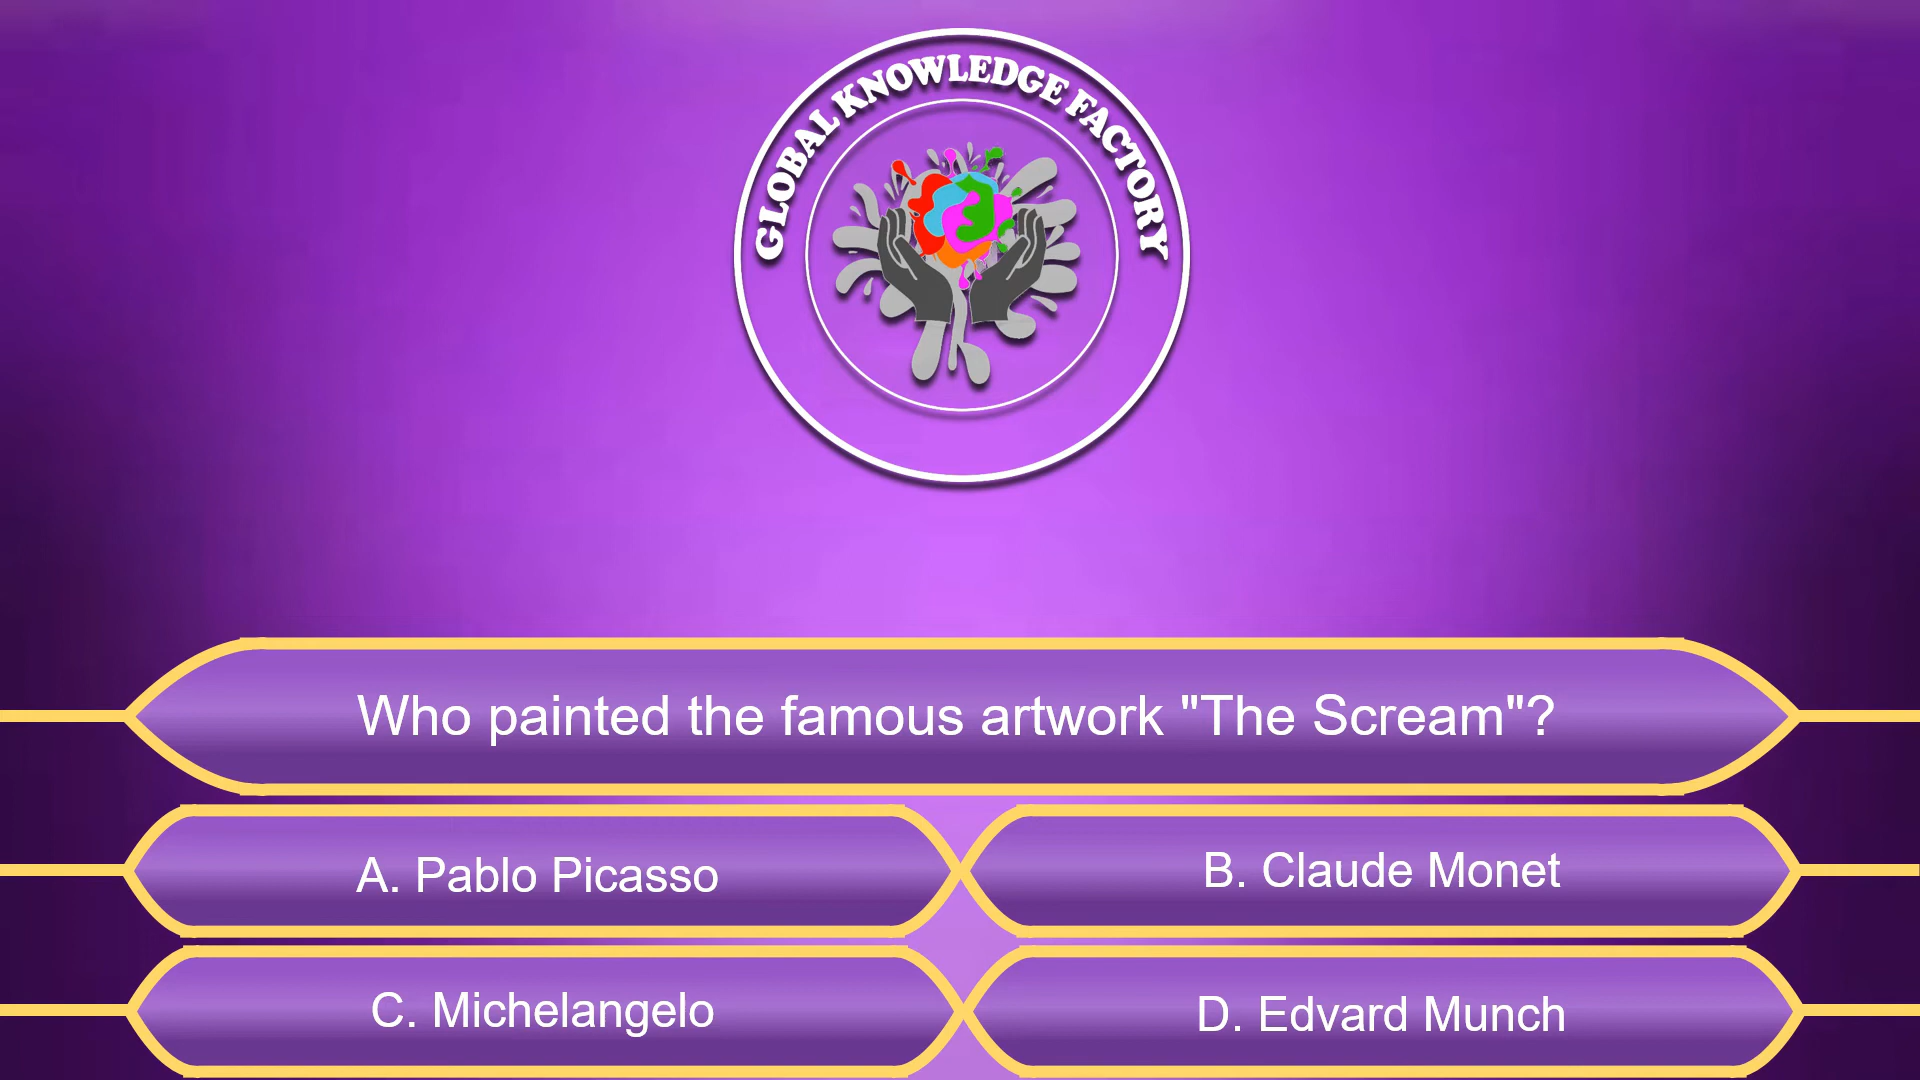 GLOBAL KNOWLEDGE FACTORY
Who painted the famous artwork "The Scream"?
A. Pablo Picasso
B. Claude Monet
C. Michelangelo
D. Edvard Munch